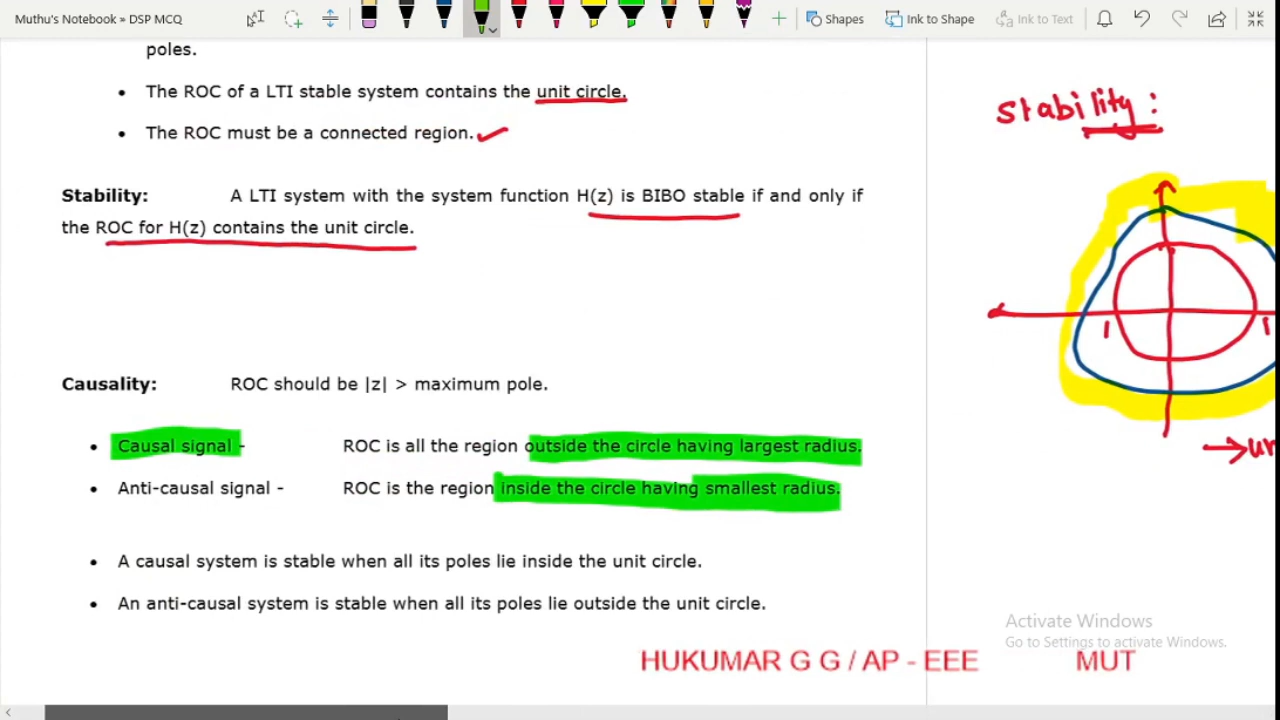 Muthu's Notebook » DSP MCQ
Shapes
Ink to Shape
Ink to Text
poles.
• The ROC of a LTI stable system contains the unit circle.
• The ROC must be a connected region.
Stability: A LTI system with the system function H(z) is BIBO stable if and only if
the ROC for H(z) contains the unit circle.
Causality: ROC should be |z| > maximum pole.
• Causal signal - ROC is all the region outside the circle having largest radius.
• Anti-causal signal - ROC is the region inside the circle having smallest radius.
• A causal system is stable when all its poles lie inside the unit circle.
• An anti-causal system is stable when all its poles lie outside the unit circle.
stability:
1
1
Activate Windows
Go to Settings to activate Windows.
HUKUMAR G G / AP - EEE MUT